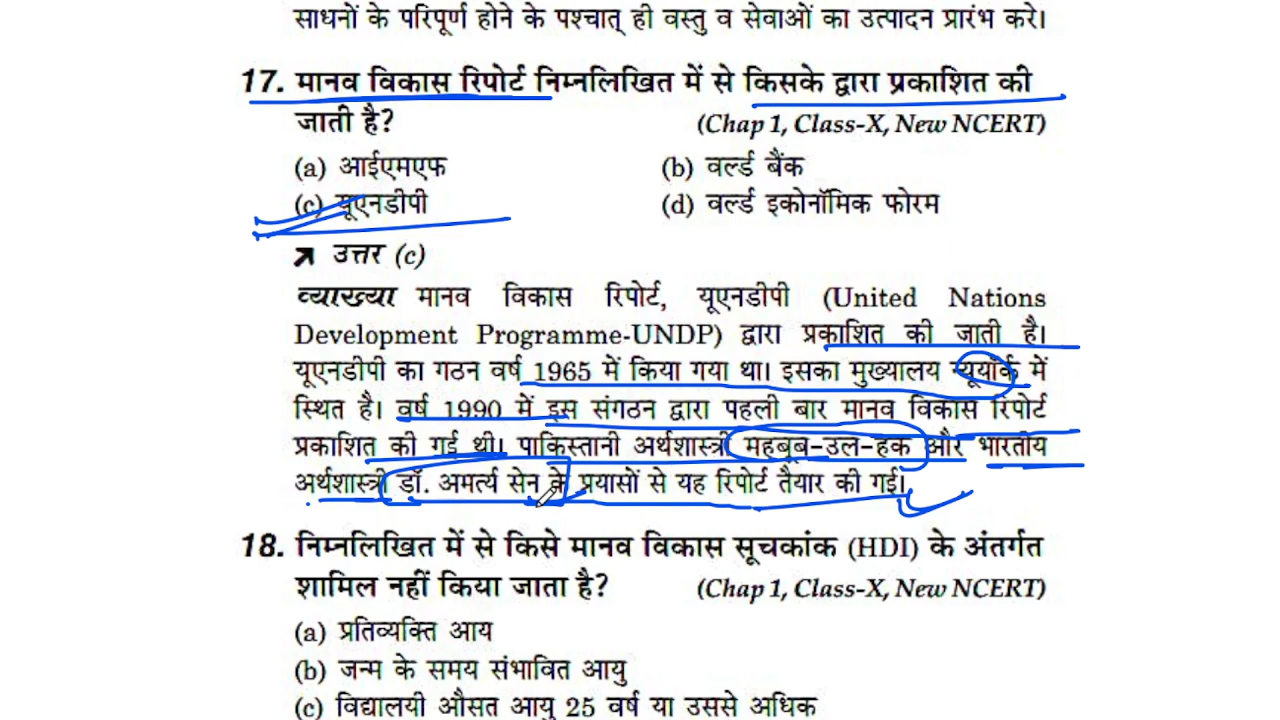 साधनों के परिपूर्ण होने के पश्चात् ही वस्तु व सेवाओं का उत्पादन प्रारंभ करे।
17. मानव विकास रिपोर्ट निम्नलिखित में से किसके द्वारा प्रकाशित की
जाती है? (Chap 1, Class-X, New NCERT)
(a) आईएमएफ (b) वर्ल्ड बैंक
(c) यूएनडीपी (d) वर्ल्ड इकोनॉमिक फोरम
उत्तर (c)
व्याख्या मानव विकास रिपोर्ट, यूएनडीपी (United Nations
Development Programme-UNDP) द्वारा प्रकाशित की जाती है।
यूएनडीपी का गठन वर्ष 1965 में किया गया था। इसका मुख्यालय न्यूयॉर्क में
स्थित है। वर्ष 1990 में इस संगठन द्वारा पहली बार मानव विकास रिपोर्ट
प्रकाशित की गई थी। पाकिस्तानी अर्थशास्त्री महबूब-उल-हक और भारतीय
अर्थशास्त्री डॉ. अमर्त्य सेन के प्रयासों से यह रिपोर्ट तैयार की गई।
18. निम्नलिखित में से किसे मानव विकास सूचकांक (HDI) के अंतर्गत
शामिल नहीं किया जाता है? (Chap 1, Class-X, New NCERT)
(a) प्रतिव्यक्ति आय
(b) जन्म के समय संभावित आयु
(c) विद्यालयी औसत आयु 25 वर्ष या उससे अधिक